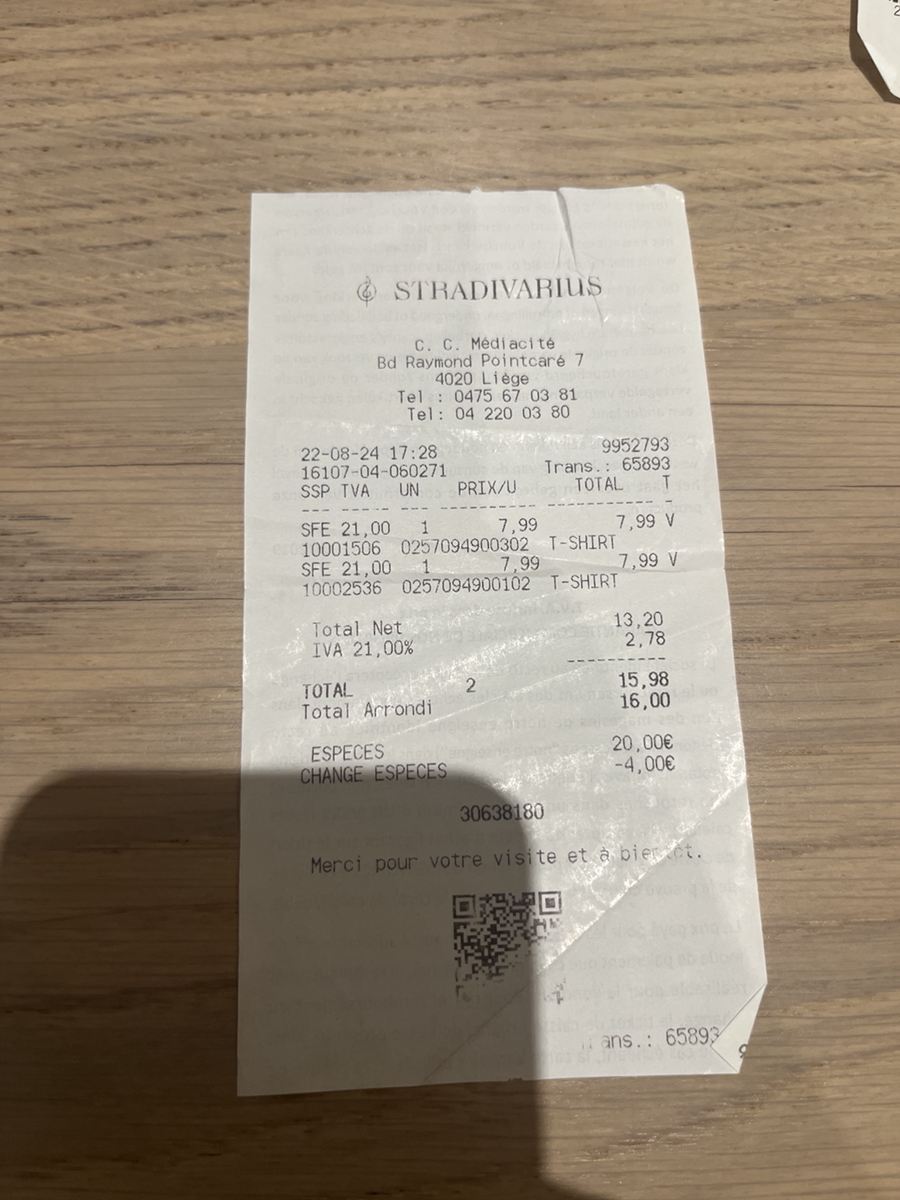 STRADIVARIUS
C. C. Médiacité
Bd Raymond Pointcaré 7
4020 Liège
Tel : 0475 67 03 81
Tel: 04 220 03 80
22-08-24 17:28 9952793
16107-04-060271 Trans.: 65893
SSP TVA UN PRIX/U TOTAL T
SFE 21,00 1 7,99 7,99 V
10001506 0257094900302 T-SHIRT
SFE 21,00 1 7,99 7,99 V
10002536 0257094900102 T-SHIRT
Total Net 13,20
IVA 21,00% 2,78
TOTAL 2 15,98
Total Arrondi 16,00
ESPECES 20,00€
CHANGE ESPECES -4,00€
30638180
Merci pour votre visite et à
ans.: 65893